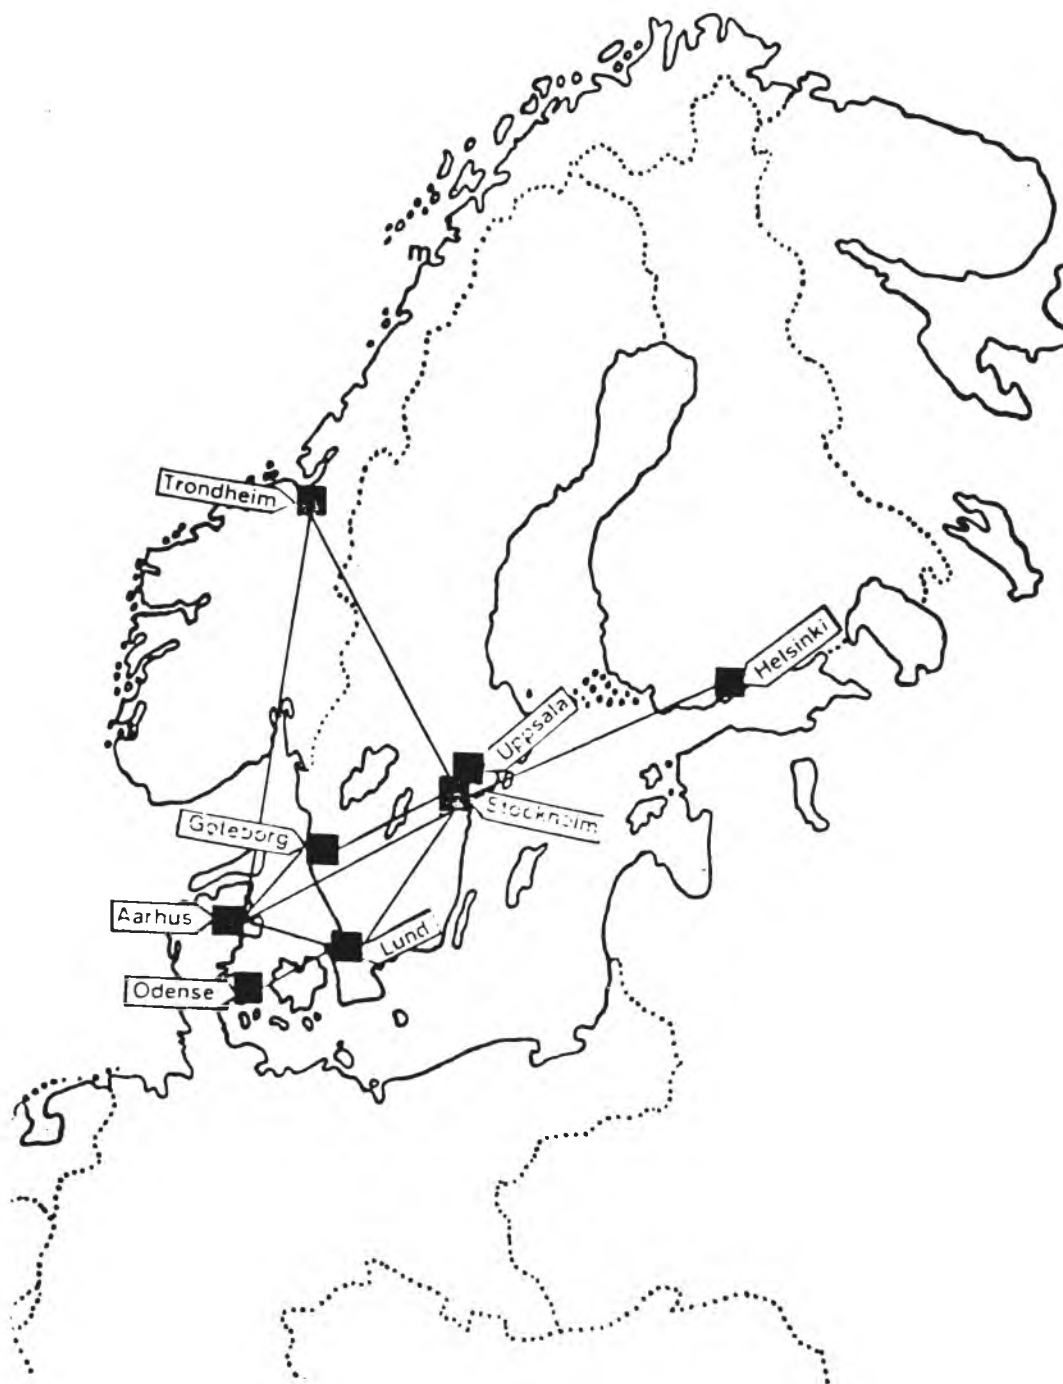 m
Trondheim
Helsinki
Uppsala
Stockholm
Göteborg
Aarhus
Lund
Odense